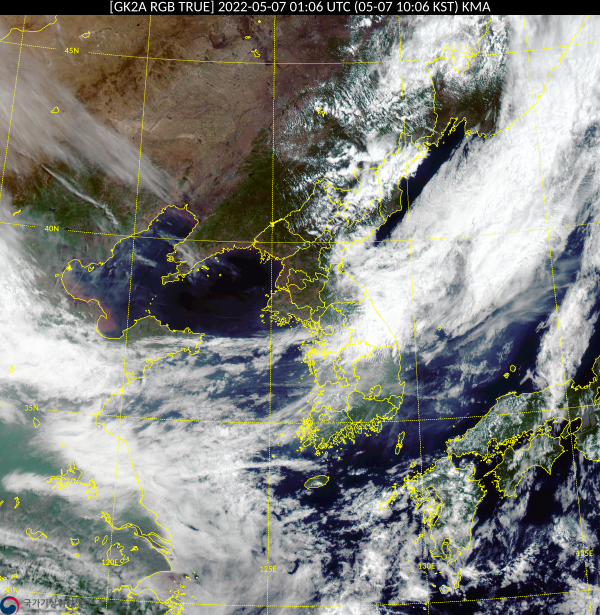 [GK2A RGB TRUE] 2022-05-07 01:06 UTC (05-07 10:06 KST) KMA
45N
40N
35N
125E
120E
130E
135E